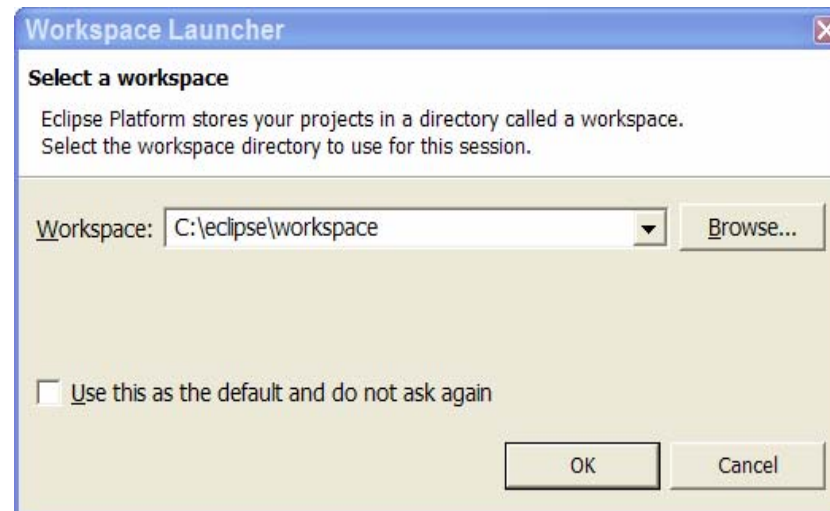 Workspace Launcher
Select a workspace
Eclipse Platform stores your projects in a directory called a workspace.
Select the workspace directory to use for this session.
Workspace: C:\eclipse\workspace Browse...
Use this as the default and do not ask again
OK Cancel